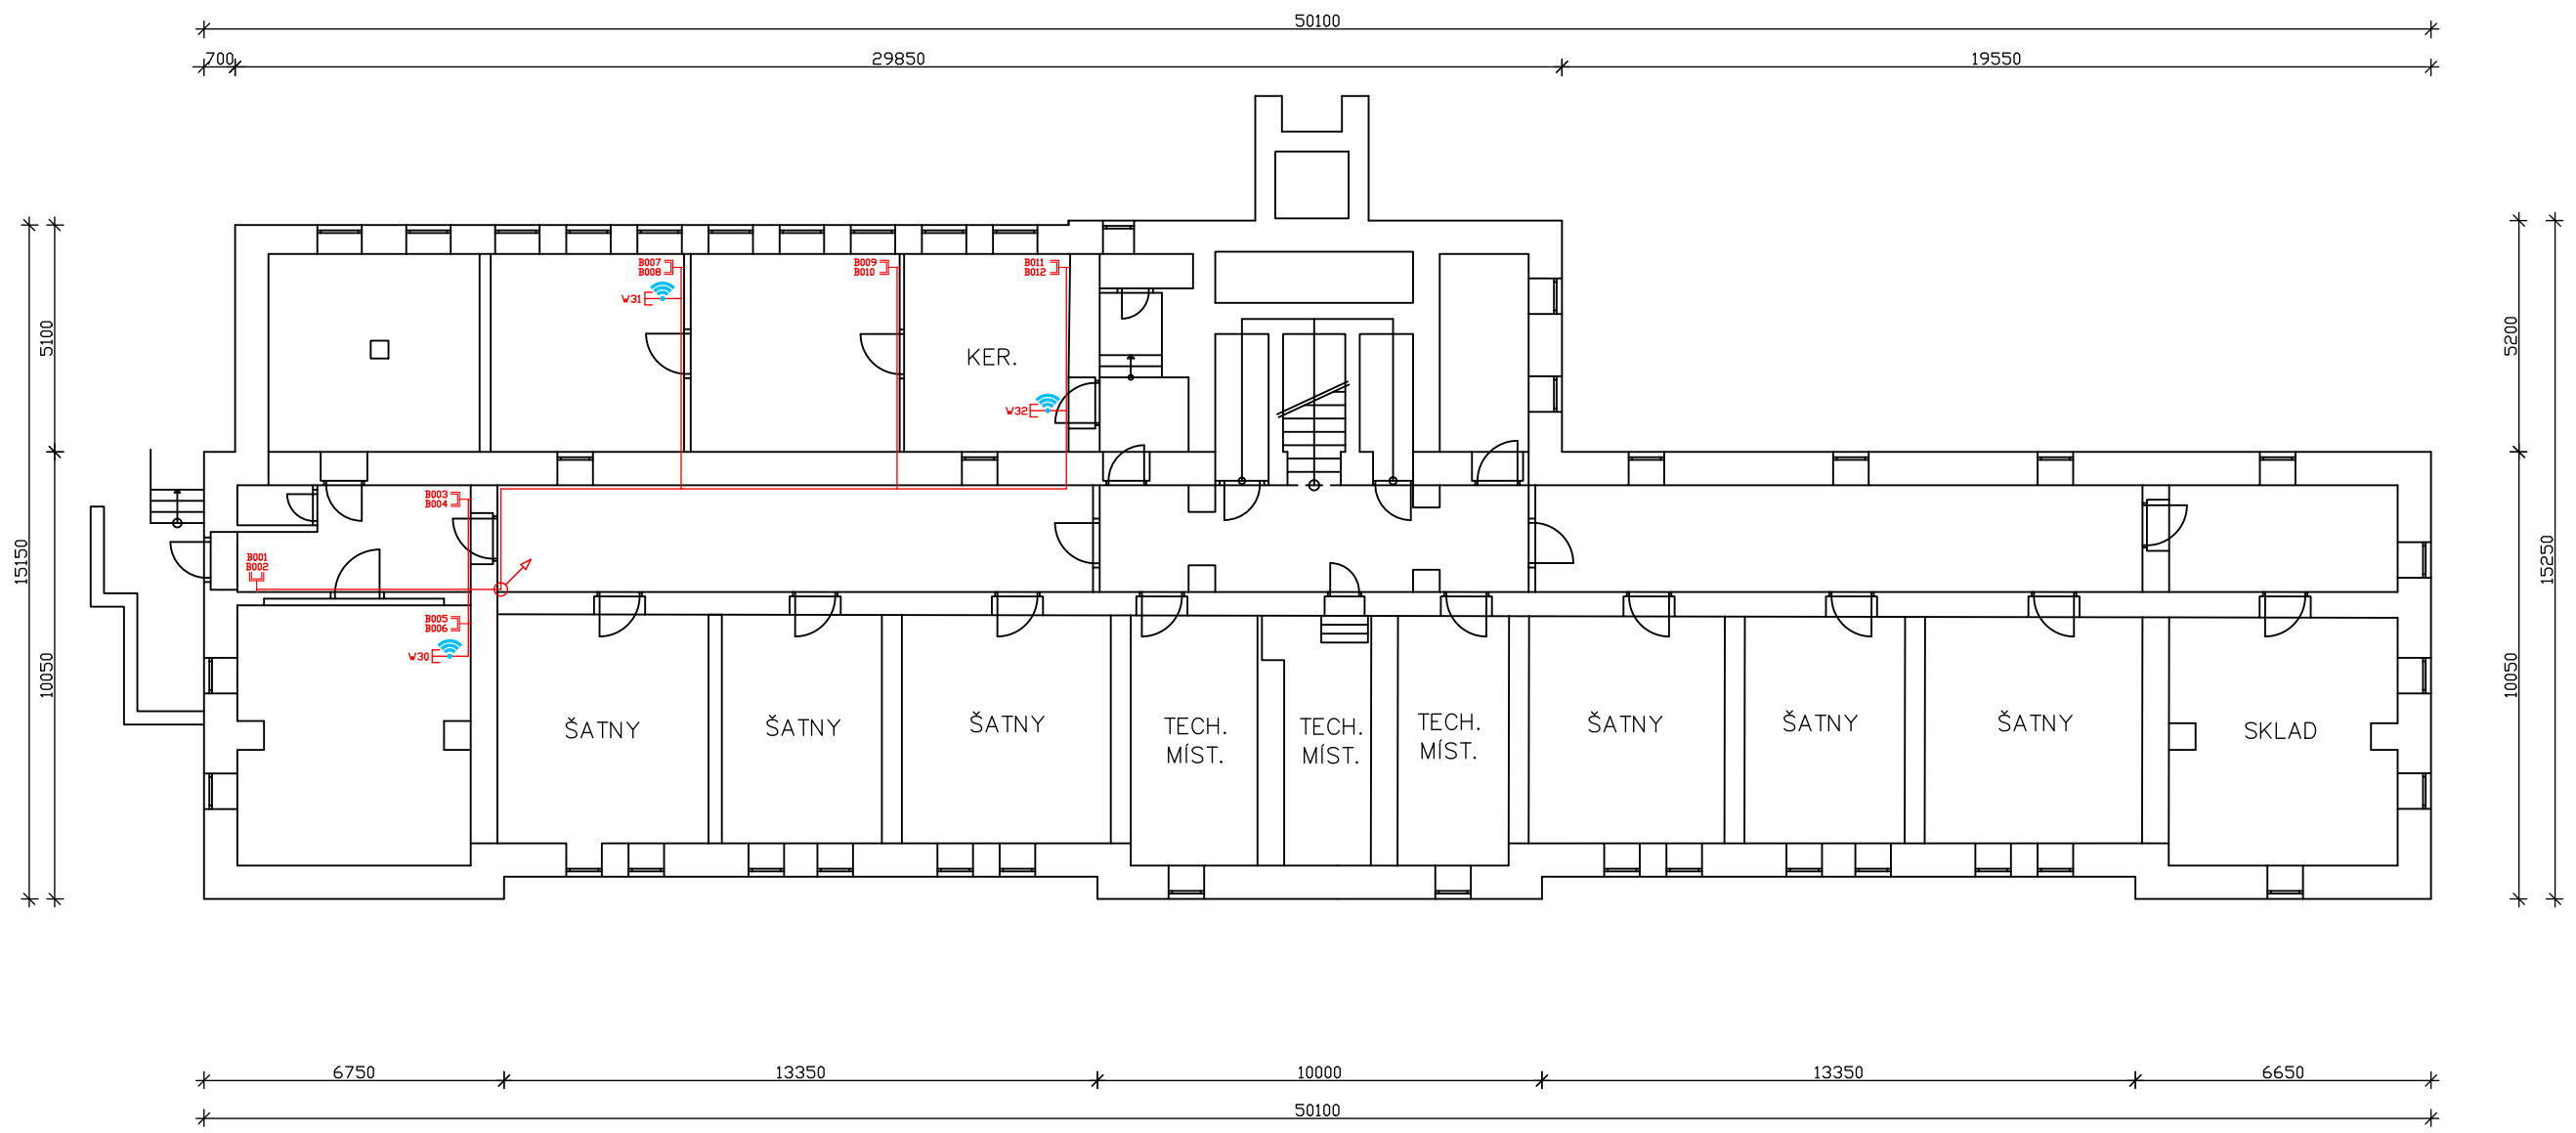 50100
700
29850
19550
B007
B008
B009
B010
B011
B012
W31
5100
5200
KER.
W32
B003
B004
B001
B002
15150
15250
B005
B006
W30
10050
10050
ŠATNY
ŠATNY
ŠATNY
TECH.
MÍST.
TECH.
MÍST.
TECH.
MÍST.
ŠATNY
ŠATNY
ŠATNY
SKLAD
6750
13350
10000
13350
6650
50100